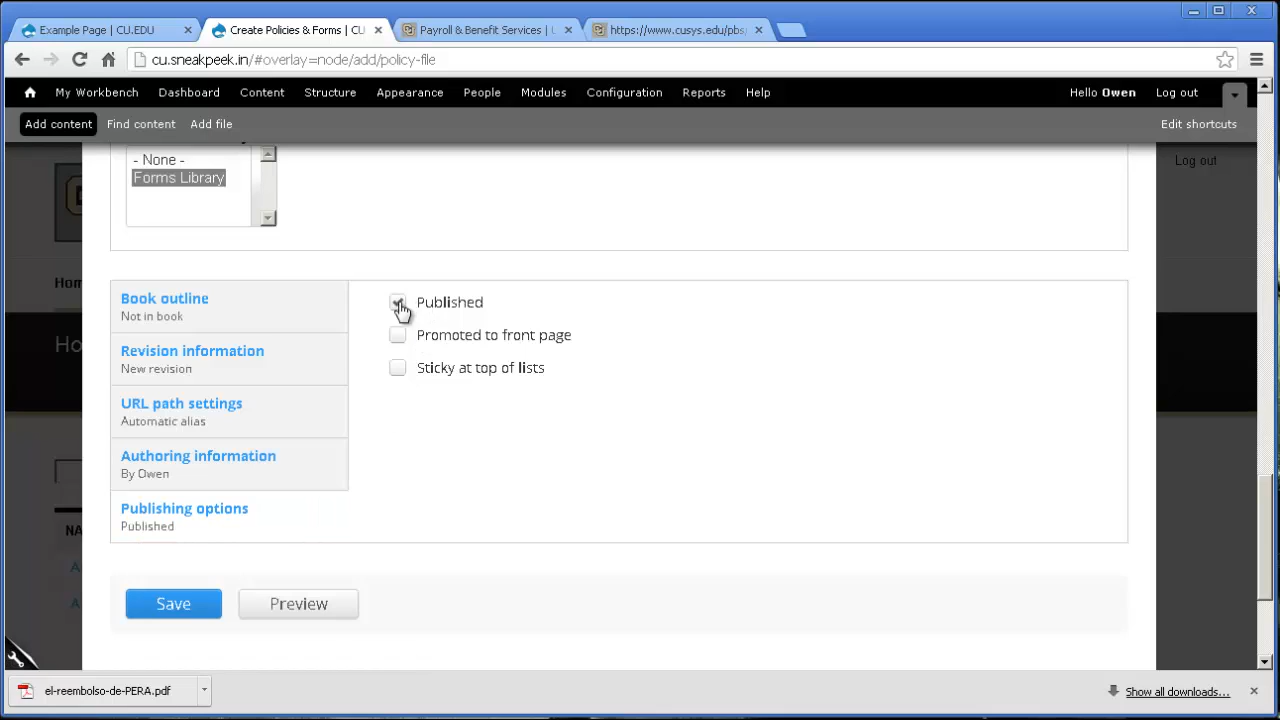 Example Page | CU.EDU
Create Policies & Forms | CU
Payroll & Benefit Services | U
https://www.cusys.edu/pbs/
cu.sneakpeek.in/#overlay=node/add/policy-file
My Workbench Dashboard Content Structure Appearance People Modules Configuration Reports Help Hello Owen Log out
Add content Find content Add file Edit shortcuts
- None -
Forms Library
Log out
Hom
Ho
NA
A
A
Book outline
Not in book
Revision information
New revision
URL path settings
Automatic alias
Authoring information
By Owen
Publishing options
Published
Published
Promoted to front page
Sticky at top of lists
Save Preview
el-reembolso-de-PERA.pdf
Show all downloads...